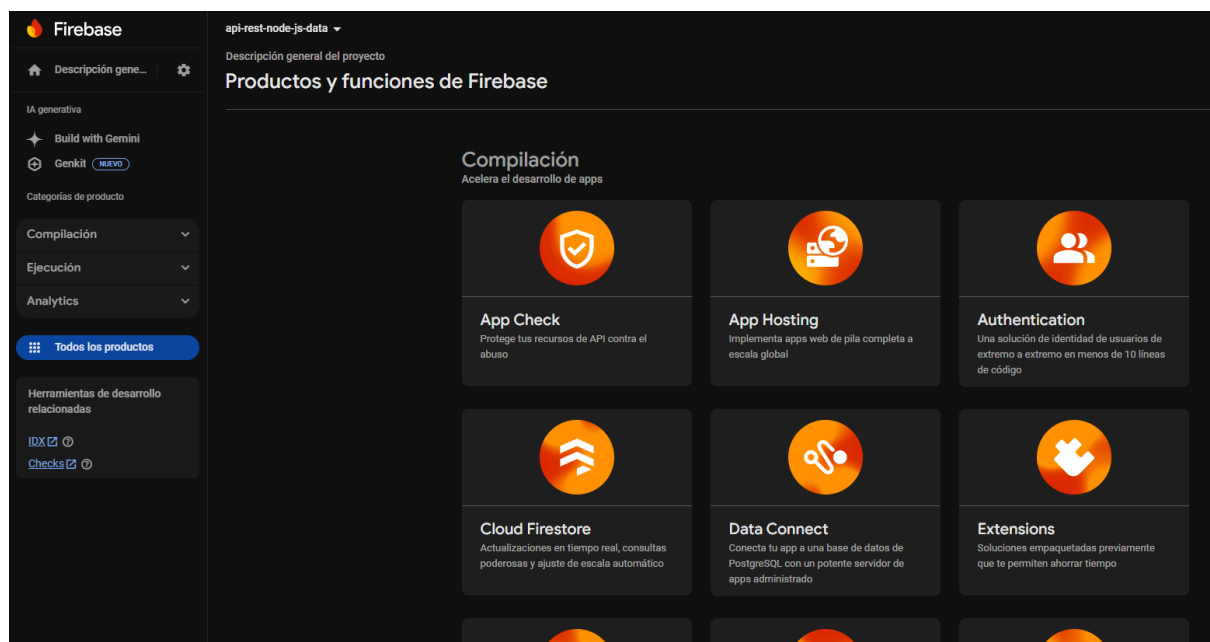 Firebase
Descripción gene...
IA generativa
Build with Gemini
Genkit NUEVO
Categorías de producto
Compilación
Ejecución
Analytics
Todos los productos
Herramientas de desarrollo
relacionadas
IDX
Checks
api-rest-node-js-data
Descripción general del proyecto
Productos y funciones de Firebase
Compilación
Acelera el desarrollo de apps
App Check
Protege tus recursos de API contra el
abuso
App Hosting
Implementa apps web de pila completa a
escala global
Authentication
Una solución de identidad de usuarios de
extremo a extremo en menos de 10 líneas
de código
Cloud Firestore
Actualizaciones en tiempo real, consultas
poderosas y ajuste de escala automático
Data Connect
Conecta tu app a una base de datos de
PostgreSQL con un potente servidor de
apps administrado
Extensions
Soluciones empaquetadas previamente
que te permiten ahorrar tiempo